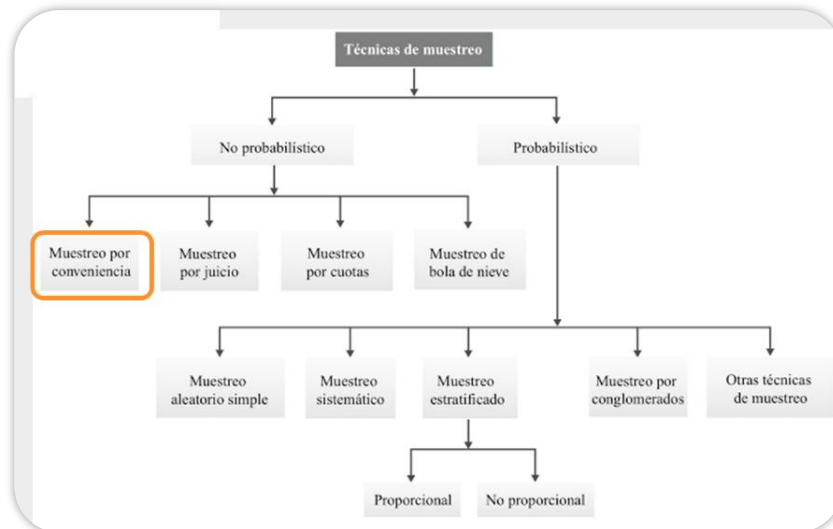 Técnicas de muestreo
No probabilístico
Probabilístico
Muestreo por
conveniencia
Muestreo
por juicio
Muestreo
por cuotas
Muestreo de
bola de nieve
Muestreo
aleatorio simple
Muestreo
sistemático
Muestreo
estratificado
Muestreo por
conglomerados
Otras técnicas
de muestreo
Proporcional
No proporcional